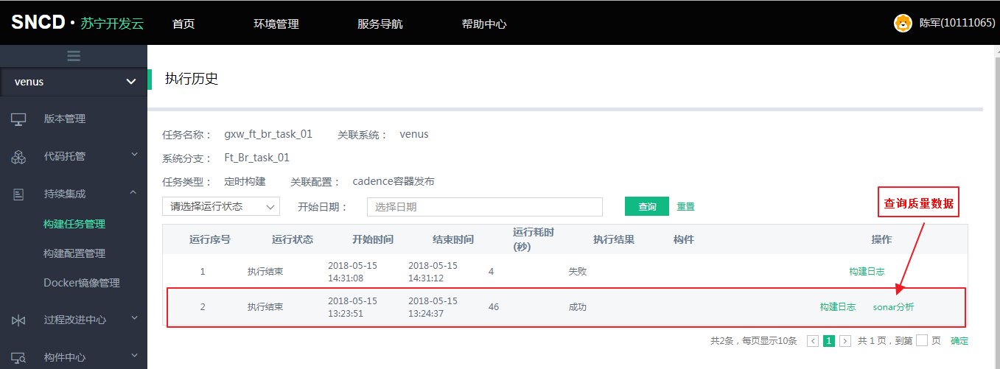 SNCD · 苏宁开发云 首页 环境管理 服务导航 帮助中心 陈军(10111065)
venus
版本管理
代码托管
持续集成
构建任务管理
构建配置管理
Docker镜像管理
过程改进中心
构件中心
执行历史
任务名称： gxw_ft_br_task_01 关联系统： venus
系统分支： Ft_Br_task_01
任务类型： 定时构建 关联配置： cadence容器发布
请选择运行状态 开始日期： 选择日期 查询 重置
查询质量数据
运行序号 运行状态 开始时间 结束时间 运行耗时(秒) 执行结果 构件 操作
1 执行结束 2018-05-15 14:31:08 2018-05-15 14:31:12 4 失败 构建日志
2 执行结束 2018-05-15 13:23:51 2018-05-15 13:24:37 46 成功 构建日志 sonar分析
共2条，每页显示10条 < 1 > 共 1 页，到第 页 确定